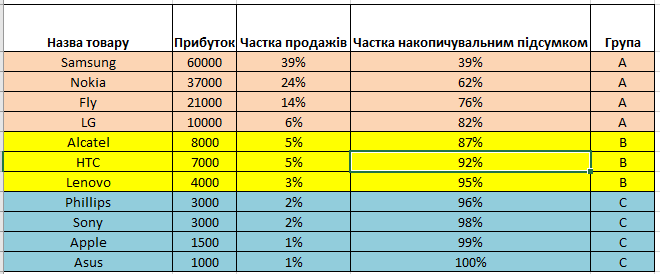 Назва товару Прибуток Частка продажів Частка накопичувальним підсумком Група
Samsung 60000 39% 39% A
Nokia 37000 24% 62% A
Fly 21000 14% 76% A
LG 10000 6% 82% A
Alcatel 8000 5% 87% B
HTC 7000 5% 92% B
Lenovo 4000 3% 95% B
Phillips 3000 2% 96% C
Sony 3000 2% 98% C
Apple 1500 1% 99% C
Asus 1000 1% 100% C